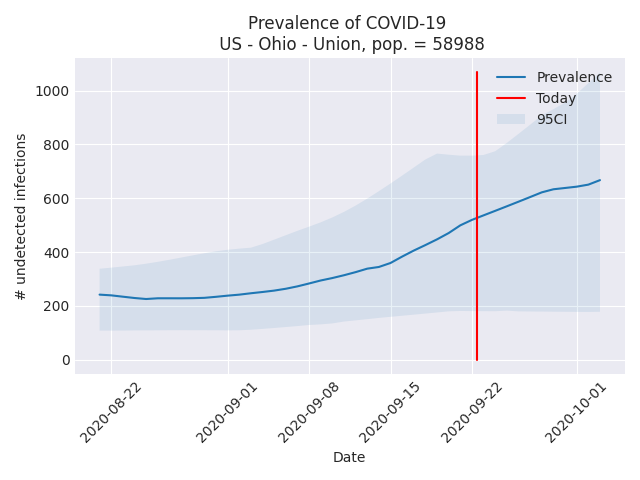 Prevalence of COVID-19
US - Ohio - Union, pop. = 58988
Prevalence
Today
95CI
# undetected infections
1000
800
600
400
200
0
2020-08-22
2020-09-01
2020-09-08
2020-09-15
2020-09-22
2020-10-01
Date